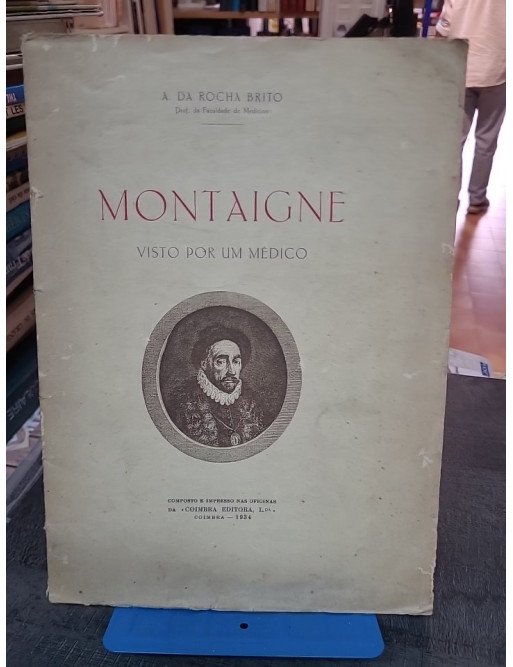 A. DA ROCHA BRITO
Prof. da Faculdade de Medicina
MONTAIGNE
VISTO POR UM MÉDICO
COMPOSTO E IMPRESSO NAS OFICINAS
DA «COIMBRA EDITORA, L.DA»
COIMBRA — 1934